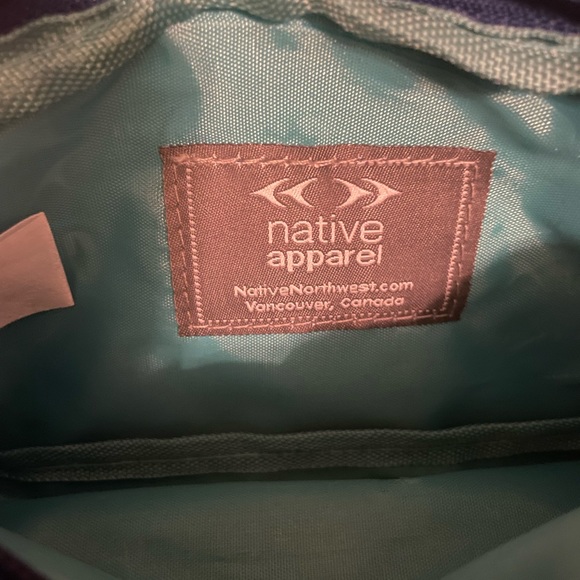 native
apparel
NativeNorthwest.com
Vancouver, Canada